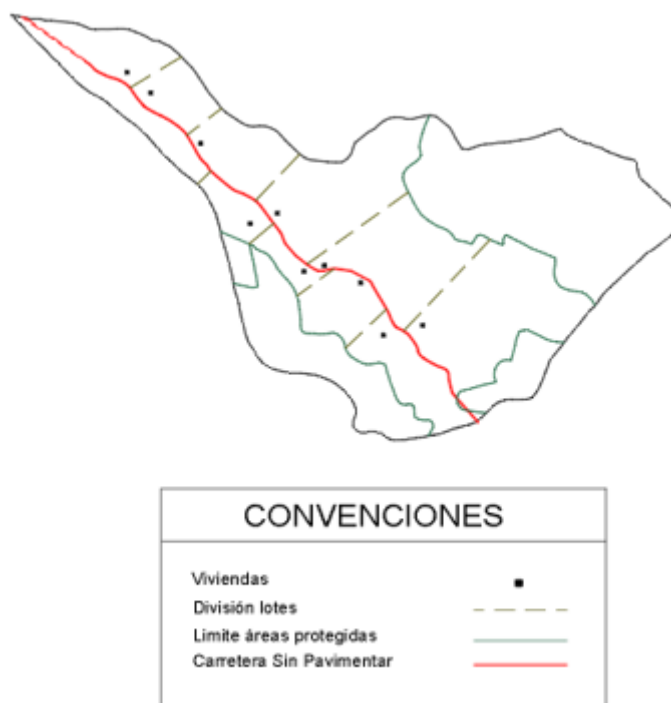 CONVENCIONES
Viviendas
División lotes
Limite áreas protegidas
Carretera Sin Pavimentar